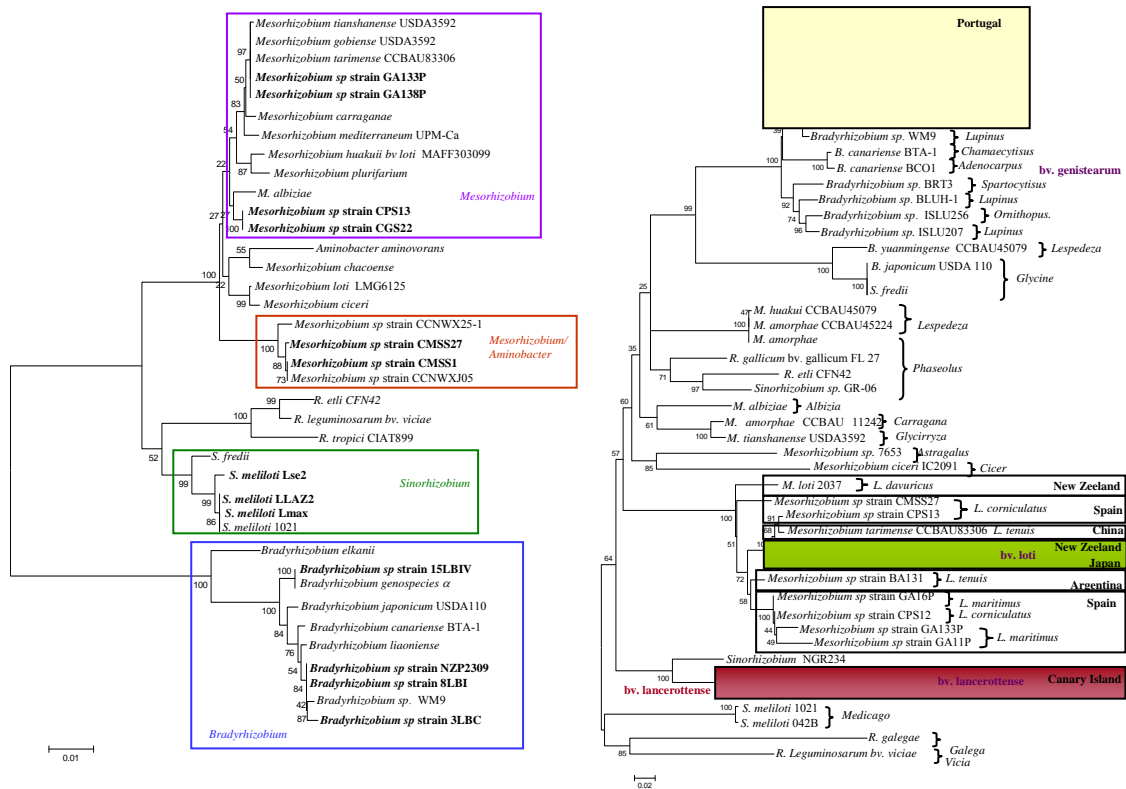 Mesorhizobium tianshanense USDA3592
Mesorhizobium gobiense USDA3592
97
Mesorhizobium tarimense CCBAU83306
50
Mesorhizobium sp strain GA133P
Mesorhizobium sp strain GA138P
83
Mesorhizobium carraganae
54
Mesorhizobium mediterraneum UPM-Ca
Mesorhizobium huakuii bv loti MAFF303099
22
87
Mesorhizobium plurifarium
M. albiziae
Mesorhizobium
27
27
Mesorhizobium sp strain CPS13
100
Mesorhizobium sp strain CGS22
55
Aminobacter aminovorans
Mesorhizobium chacoense
100
22
Mesorhizobium loti LMG6125
99
Mesorhizobium ciceri
Mesorhizobium sp strain CCNWX25-1
100
Mesorhizobium sp strain CMSS27
Mesorhizobium/
Aminobacter
88
Mesorhizobium sp strain CMSS1
73
Mesorhizobium sp strain CCNWXJ05
99
R. etli CFN42
100
R. leguminosarum bv. viciae
R. tropici CIAT899
52
S. fredii
99
S. meliloti Lse2
Sinorhizobium
99
S. meliloti LLAZ2
S. meliloti Lmax
86
S. meliloti 1021
Bradyrhizobium elkanii
100
100
Bradyrhizobium sp strain 15LBIV
Bradyrhizobium genospecies α
100
Bradyrhizobium japonicum USDA110
84
Bradyrhizobium canariense BTA-1
76
Bradyrhizobium liaoniense
54
Bradyrhizobium sp strain NZP2309
84
Bradyrhizobium sp strain 8LBI
42
Bradyrhizobium sp. WM9
87
Bradyrhizobium sp strain 3LBC
Bradyrhizobium
0.01
Portugal
39
Bradyrhizobium sp. WM9 Lupinus
100
B. canariense BTA-1 Chamaecytisus
100
B. canariense BCO1 Adenocarpus
bv. genistearum
Bradyrhizobium sp. BRT3 Spartocytisus
92
Bradyrhizobium sp. BLUH-1 Lupinus
74
Bradyrhizobium sp. ISLU256 Ornithopus.
96
Bradyrhizobium sp. ISLU207 Lupinus
99
B. yuanmingense CCBAU45079 Lespedeza
100
B. japonicum USDA 110
100
S. fredii
Glycine
25
47
M. huakui CCBAU45079
100
M. amorphae CCBAU45224
Lespedeza
M. amorphae
35
R. gallicum bv. gallicum FL 27
71
R. etli CFN42
Phaseolus
97
Sinorhizobium sp. GR-06
60
M. albiziae Albizia
61
M. amorphae CCBAU 11242 Carragana
100
M. tianshanense USDA3592 Glycirryza
57
Mesorhizobium sp. 7653 Astragalus
85
Mesorhizobium ciceri IC2091 Cicer
M. loti 2037 L. davuricus New Zeeland
Mesorhizobium sp strain CMSS27
L. corniculatus Spain
91
Mesorhizobium sp strain CPS13
68
Mesorhizobium tarimense CCBAU83306 L. tenuis China
51
bv. loti
New Zeeland
Japan
64
72
Mesorhizobium sp strain BA131 L. tenuis
Argentina
58
Mesorhizobium sp strain GA16P L. maritimus
Spain
100
Mesorhizobium sp strain CPS12 L. corniculatus
44
Mesorhizobium sp strain GA133P
49
Mesorhizobium sp strain GA11P L. maritimus
Sinorhizobium NGR234
100
bv. lancerottense
bv. lancerottense
Canary Island
100
S. meliloti 1021
S. meliloti 042B
Medicago
R. galegae
85
R. Leguminosarum bv. viciae
Galega
Vicia
0.02